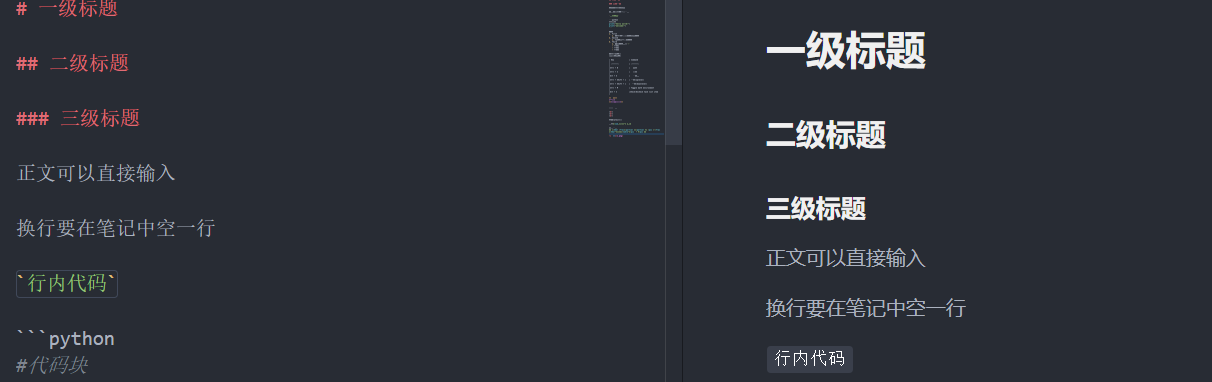 # 一级标题
## 二级标题
### 三级标题
正文可以直接输入
换行要在笔记中空一行
`行内代码`
```python
#代码块
一级标题
二级标题
三级标题
正文可以直接输入
换行要在笔记中空一行
行内代码